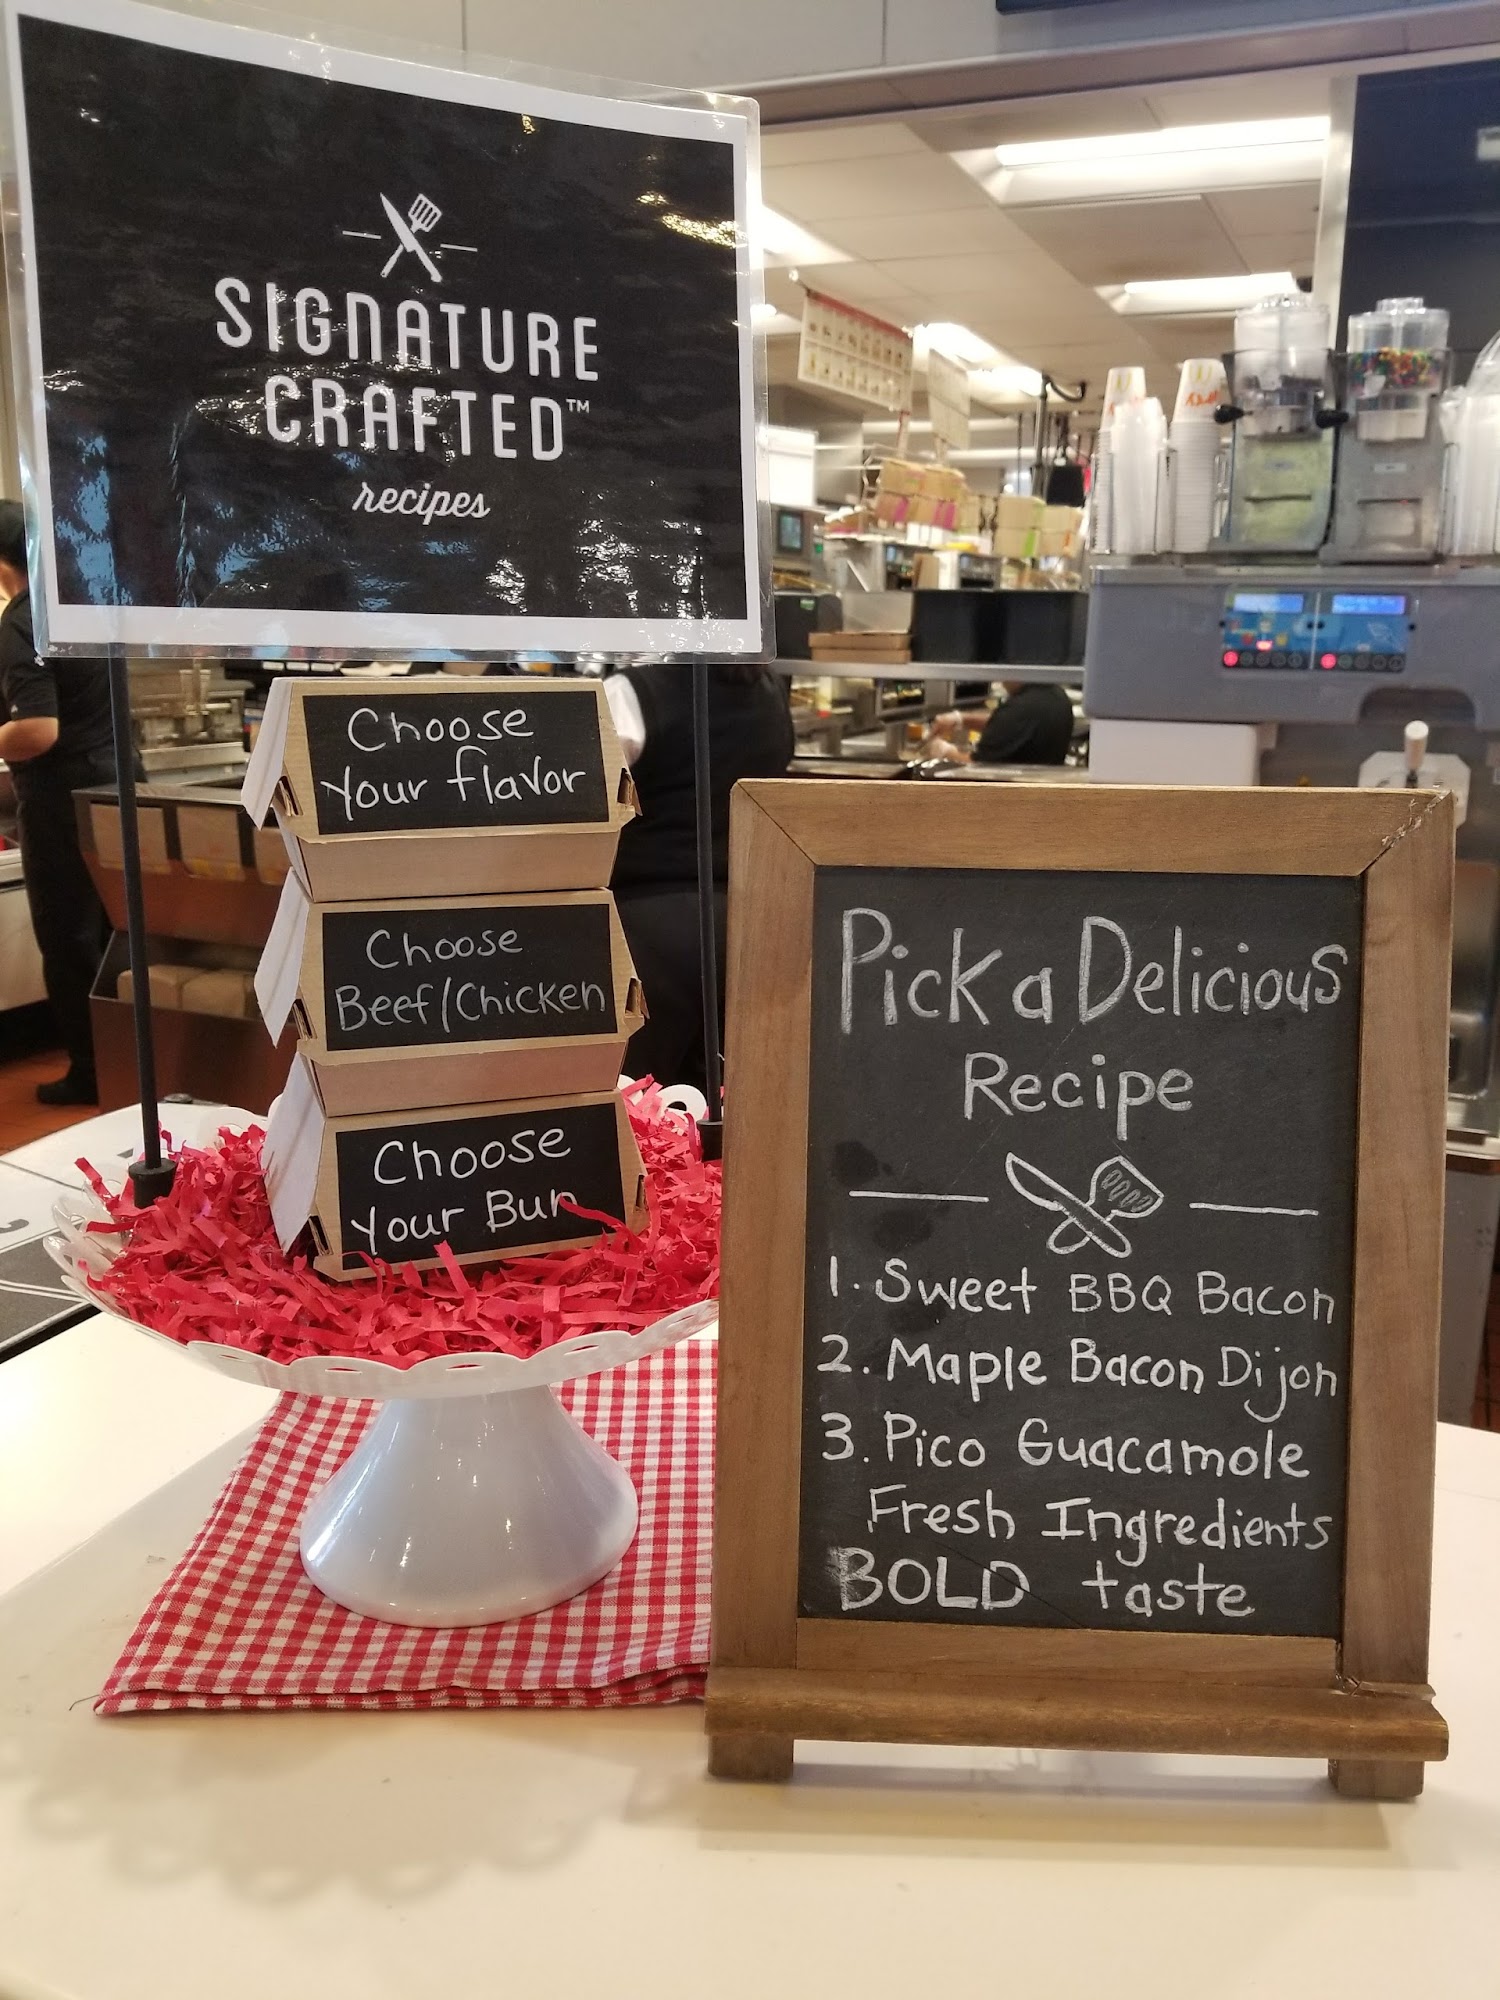 SIGNATURE
CRAFTED™
recipes
Choose
Your flavor
Choose
Beef/Chicken
Choose
Your Bun
Pick a Delicious
Recipe
1. Sweet BBQ Bacon
2. Maple Bacon Dijon
3. Pico Guacamole
Fresh Ingredients
BOLD taste